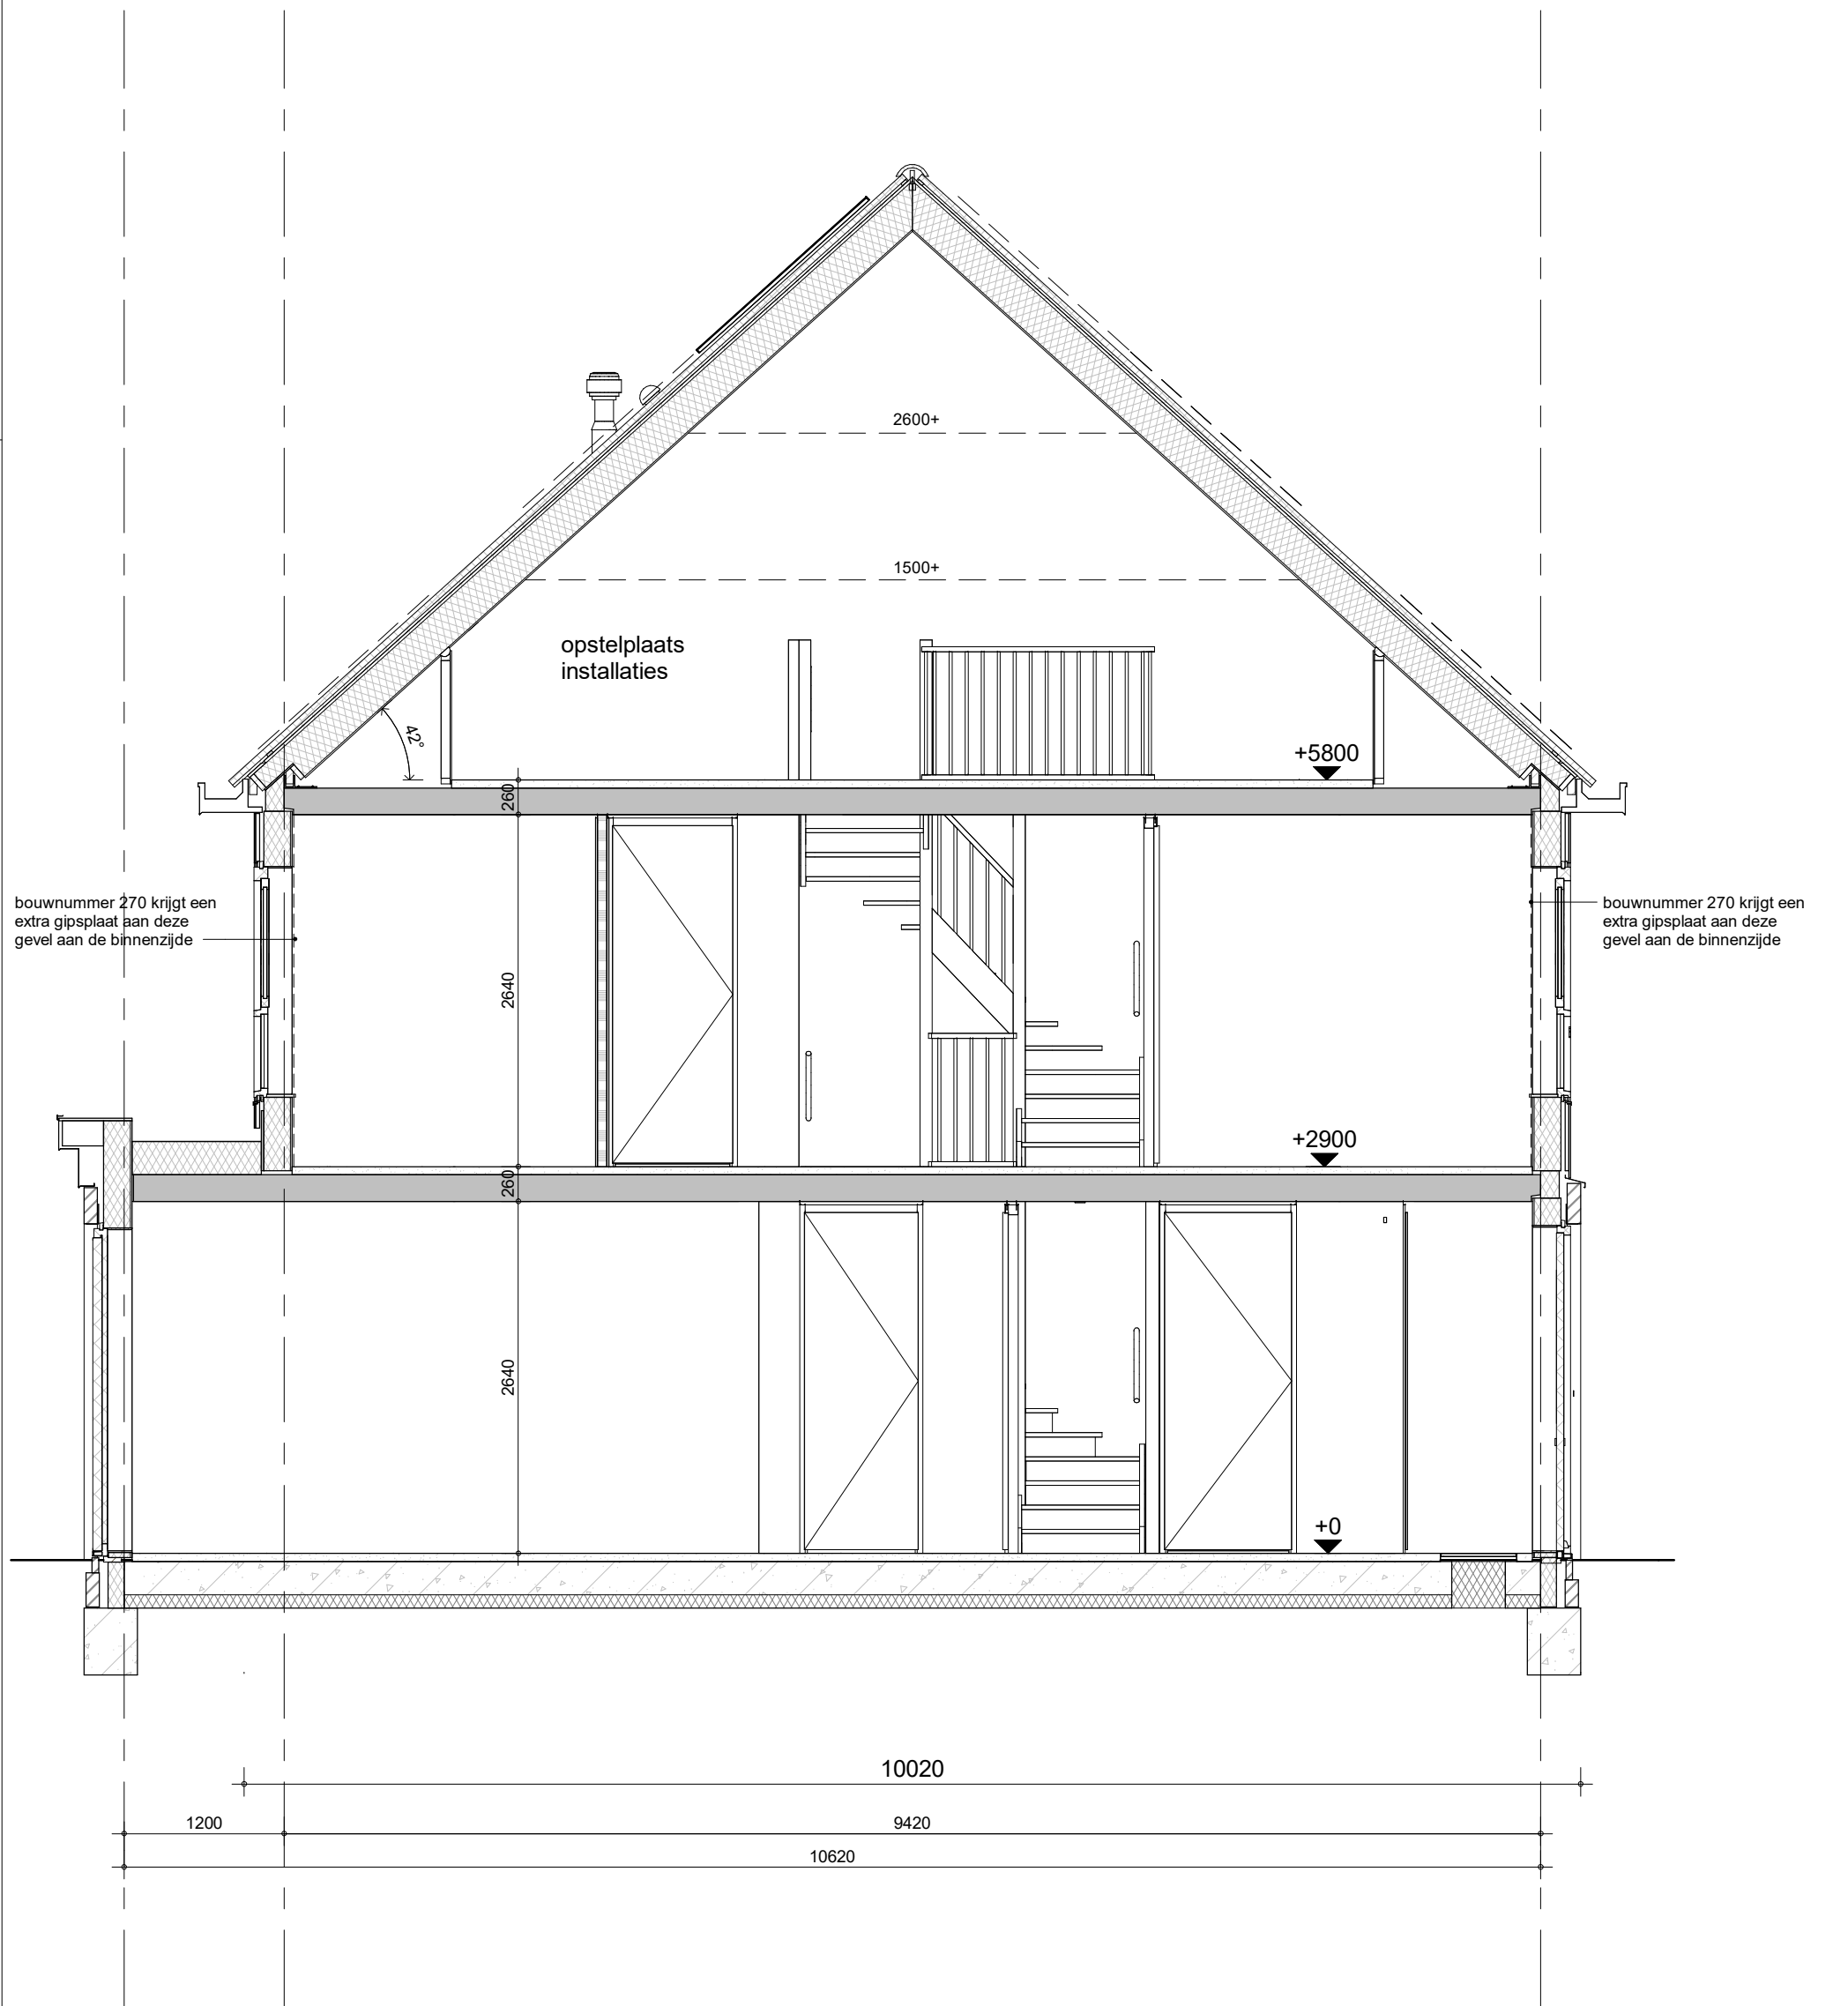 2600+
1500+
opstelplaats
installaties
42°
+5800
260
bouwnummer 270 krijgt een
extra gipsplaat aan deze
gevel aan de binnenzijde
bouwnummer 270 krijgt een
extra gipsplaat aan deze
gevel aan de binnenzijde
2640
+2900
260
2640
+0
10020
1200
9420
10620